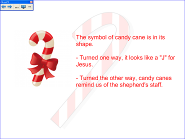 The symbol of candy cane is in its
shape.
- Turned one way, it looks like a "J" for
Jesus.
- Turned the other way, candy canes
remind us of the shepherd's staff.